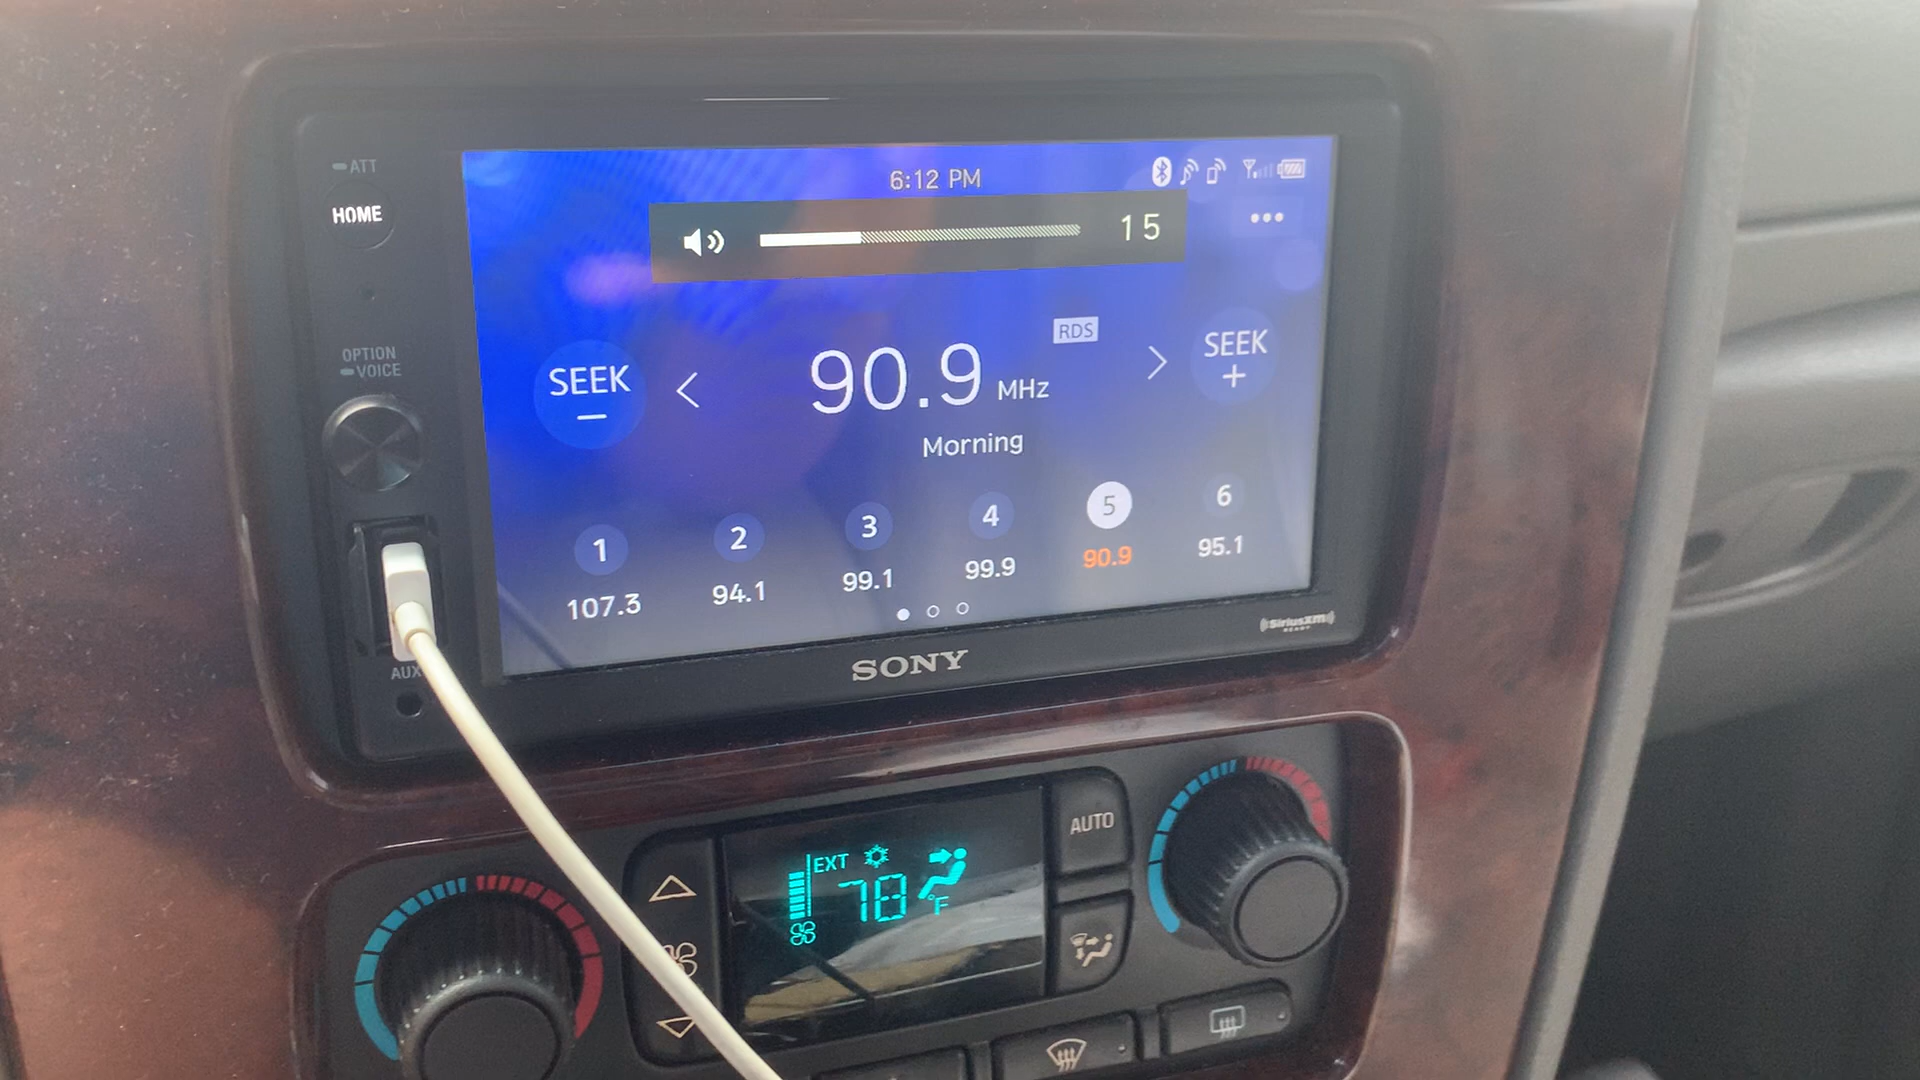 ATT
HOME
OPTION
VOICE
AUX
6:12 PM
15
•••
SEEK
−
<
90.9 MHz
RDS
>
SEEK
+
Morning
1 2 3 4 5 6
107.3 94.1 99.1 99.9 90.9 95.1
SONY
SiriusXM
READY
EXT
78 °F
AUTO